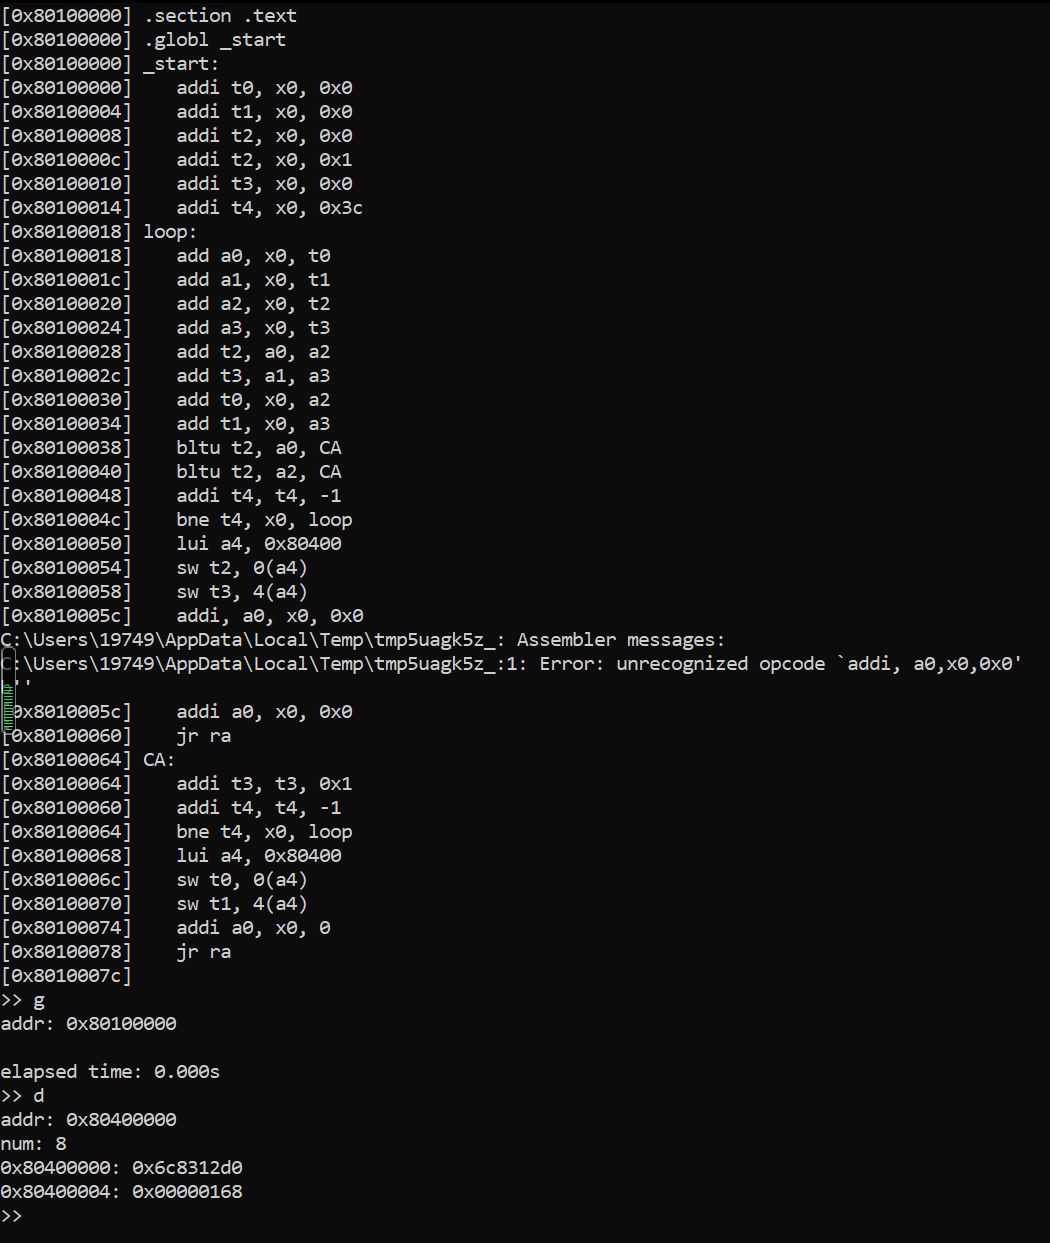 [0x80100000] .section .text
[0x80100000] .globl _start
[0x80100000] _start:
[0x80100000]    addi t0, x0, 0x0
[0x80100004]    addi t1, x0, 0x0
[0x80100008]    addi t2, x0, 0x0
[0x8010000c]    addi t2, x0, 0x1
[0x80100010]    addi t3, x0, 0x0
[0x80100014]    addi t4, x0, 0x3c
[0x80100018] loop:
[0x80100018]    add a0, x0, t0
[0x8010001c]    add a1, x0, t1
[0x80100020]    add a2, x0, t2
[0x80100024]    add a3, x0, t3
[0x80100028]    add t2, a0, a2
[0x8010002c]    add t3, a1, a3
[0x80100030]    add t0, x0, a2
[0x80100034]    add t1, x0, a3
[0x80100038]    bltu t2, a0, CA
[0x80100040]    bltu t2, a2, CA
[0x80100048]    addi t4, t4, -1
[0x8010004c]    bne t4, x0, loop
[0x80100050]    lui a4, 0x80400
[0x80100054]    sw t2, 0(a4)
[0x80100058]    sw t3, 4(a4)
[0x8010005c]    addi, a0, x0, 0x0
C:\Users\19749\AppData\Local\Temp\tmp5uagk5z_: Assembler messages:
C:\Users\19749\AppData\Local\Temp\tmp5uagk5z_:1: Error: unrecognized opcode `addi, a0,x0,0x0'
b''
[0x8010005c]    addi a0, x0, 0x0
[0x80100060]    jr ra
[0x80100064] CA:
[0x80100064]    addi t3, t3, 0x1
[0x80100060]    addi t4, t4, -1
[0x80100064]    bne t4, x0, loop
[0x80100068]    lui a4, 0x80400
[0x8010006c]    sw t0, 0(a4)
[0x80100070]    sw t1, 4(a4)
[0x80100074]    addi a0, x0, 0
[0x80100078]    jr ra
[0x8010007c]
>> g
addr: 0x80100000
elapsed time: 0.000s
>> d
addr: 0x80400000
num: 8
0x80400000: 0x6c8312d0
0x80400004: 0x00000168
>>